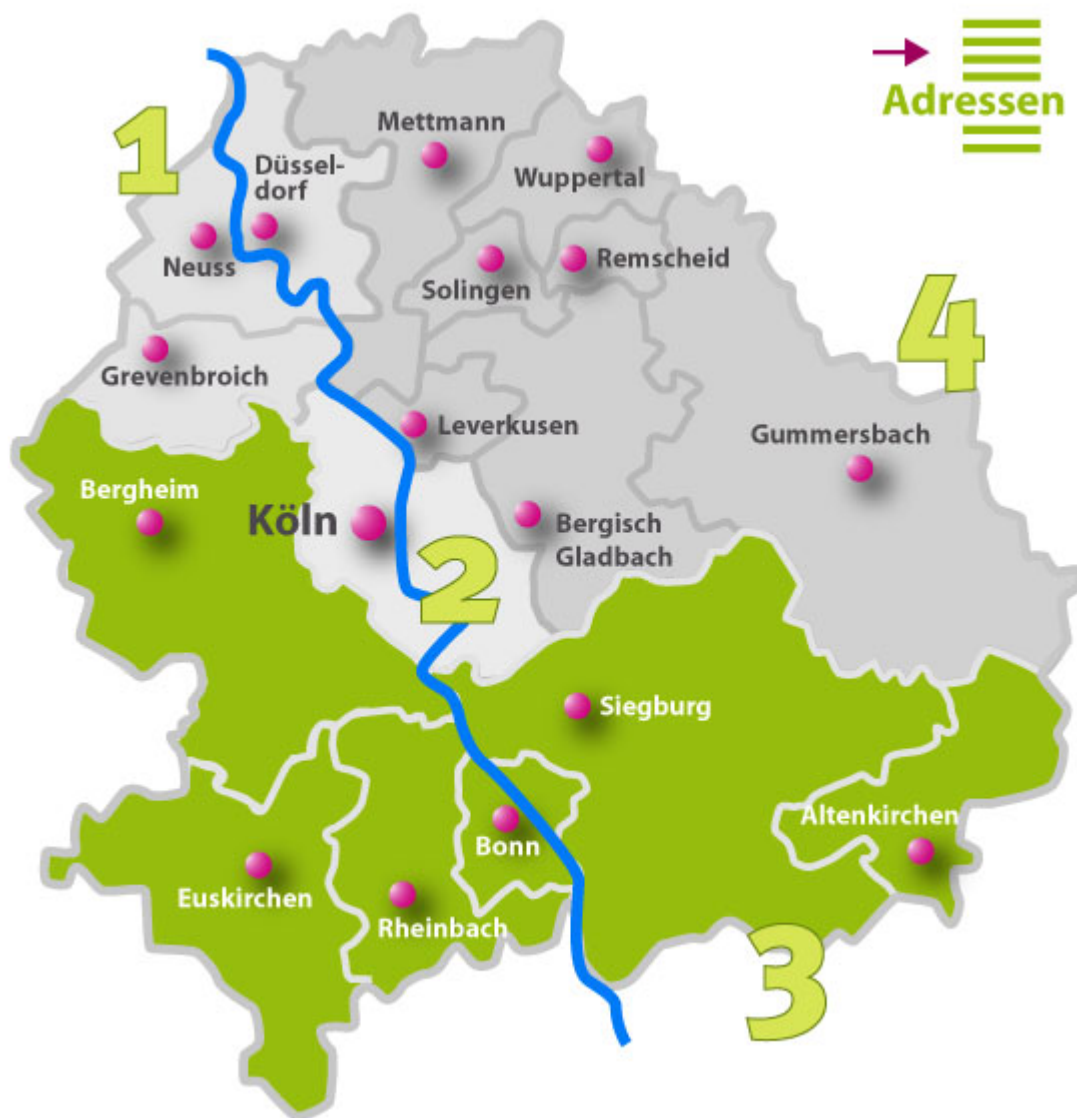 Adressen
1
Mettmann
Wuppertal
Düssel-
dorf
Neuss
Solingen
Remscheid
4
Grevenbroich
Leverkusen
Gummersbach
Bergheim
Köln
Bergisch
Gladbach
2
Siegburg
Altenkirchen
Bonn
Euskirchen
Rheinbach
3